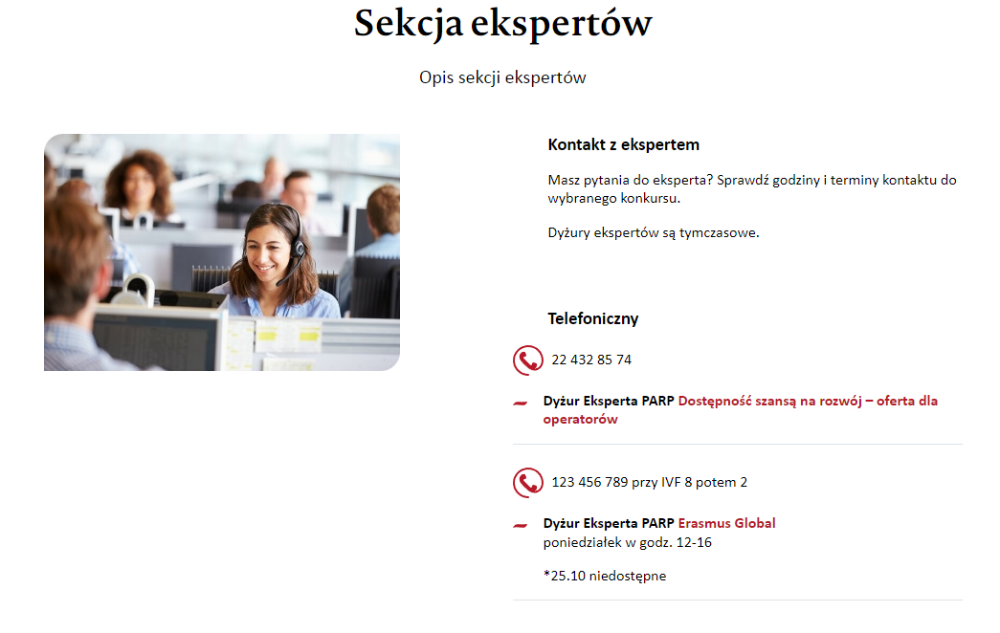 Sekcja ekspertów
Opis sekcji ekspertów
Kontakt z ekspertem
Masz pytania do eksperta? Sprawdź godziny i terminy kontaktu do
wybranego konkursu.
Dyżury ekspertów są tymczasowe.
Telefoniczny
22 432 85 74
Dyżur Eksperta PARP Dostępność szansą na rozwój – oferta dla
operatorów
123 456 789 przy IVF 8 potem 2
Dyżur Eksperta PARP Erasmus Global
poniedziałek w godz. 12-16
*25.10 niedostępne